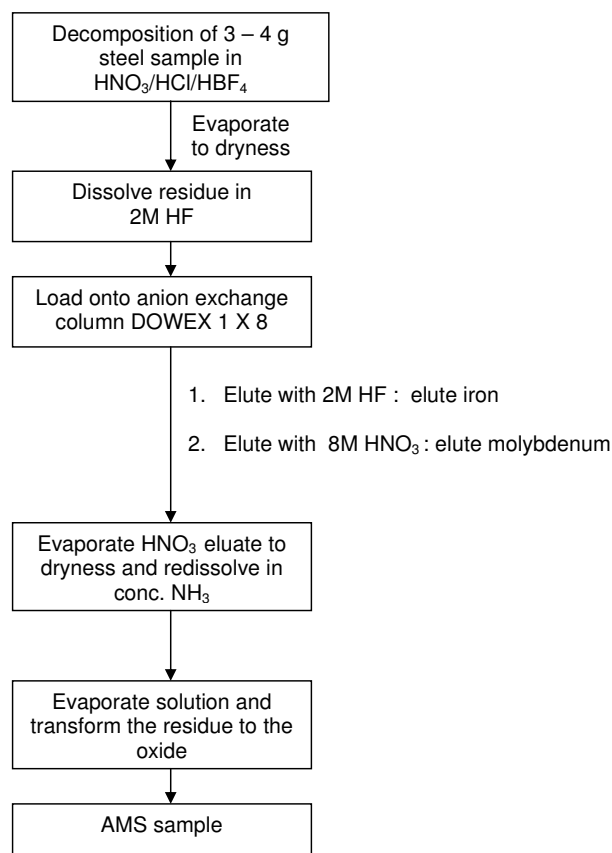 Decomposition of 3 – 4 g
steel sample in
HNO₃/HCl/HBF₄
Evaporate
to dryness
Dissolve residue in
2M HF
Load onto anion exchange
column DOWEX 1 X 8
1. Elute with 2M HF : elute iron
2. Elute with 8M HNO₃ : elute molybdenum
Evaporate HNO₃ eluate to
dryness and redissolve in
conc. NH₃
Evaporate solution and
transform the residue to the
oxide
AMS sample